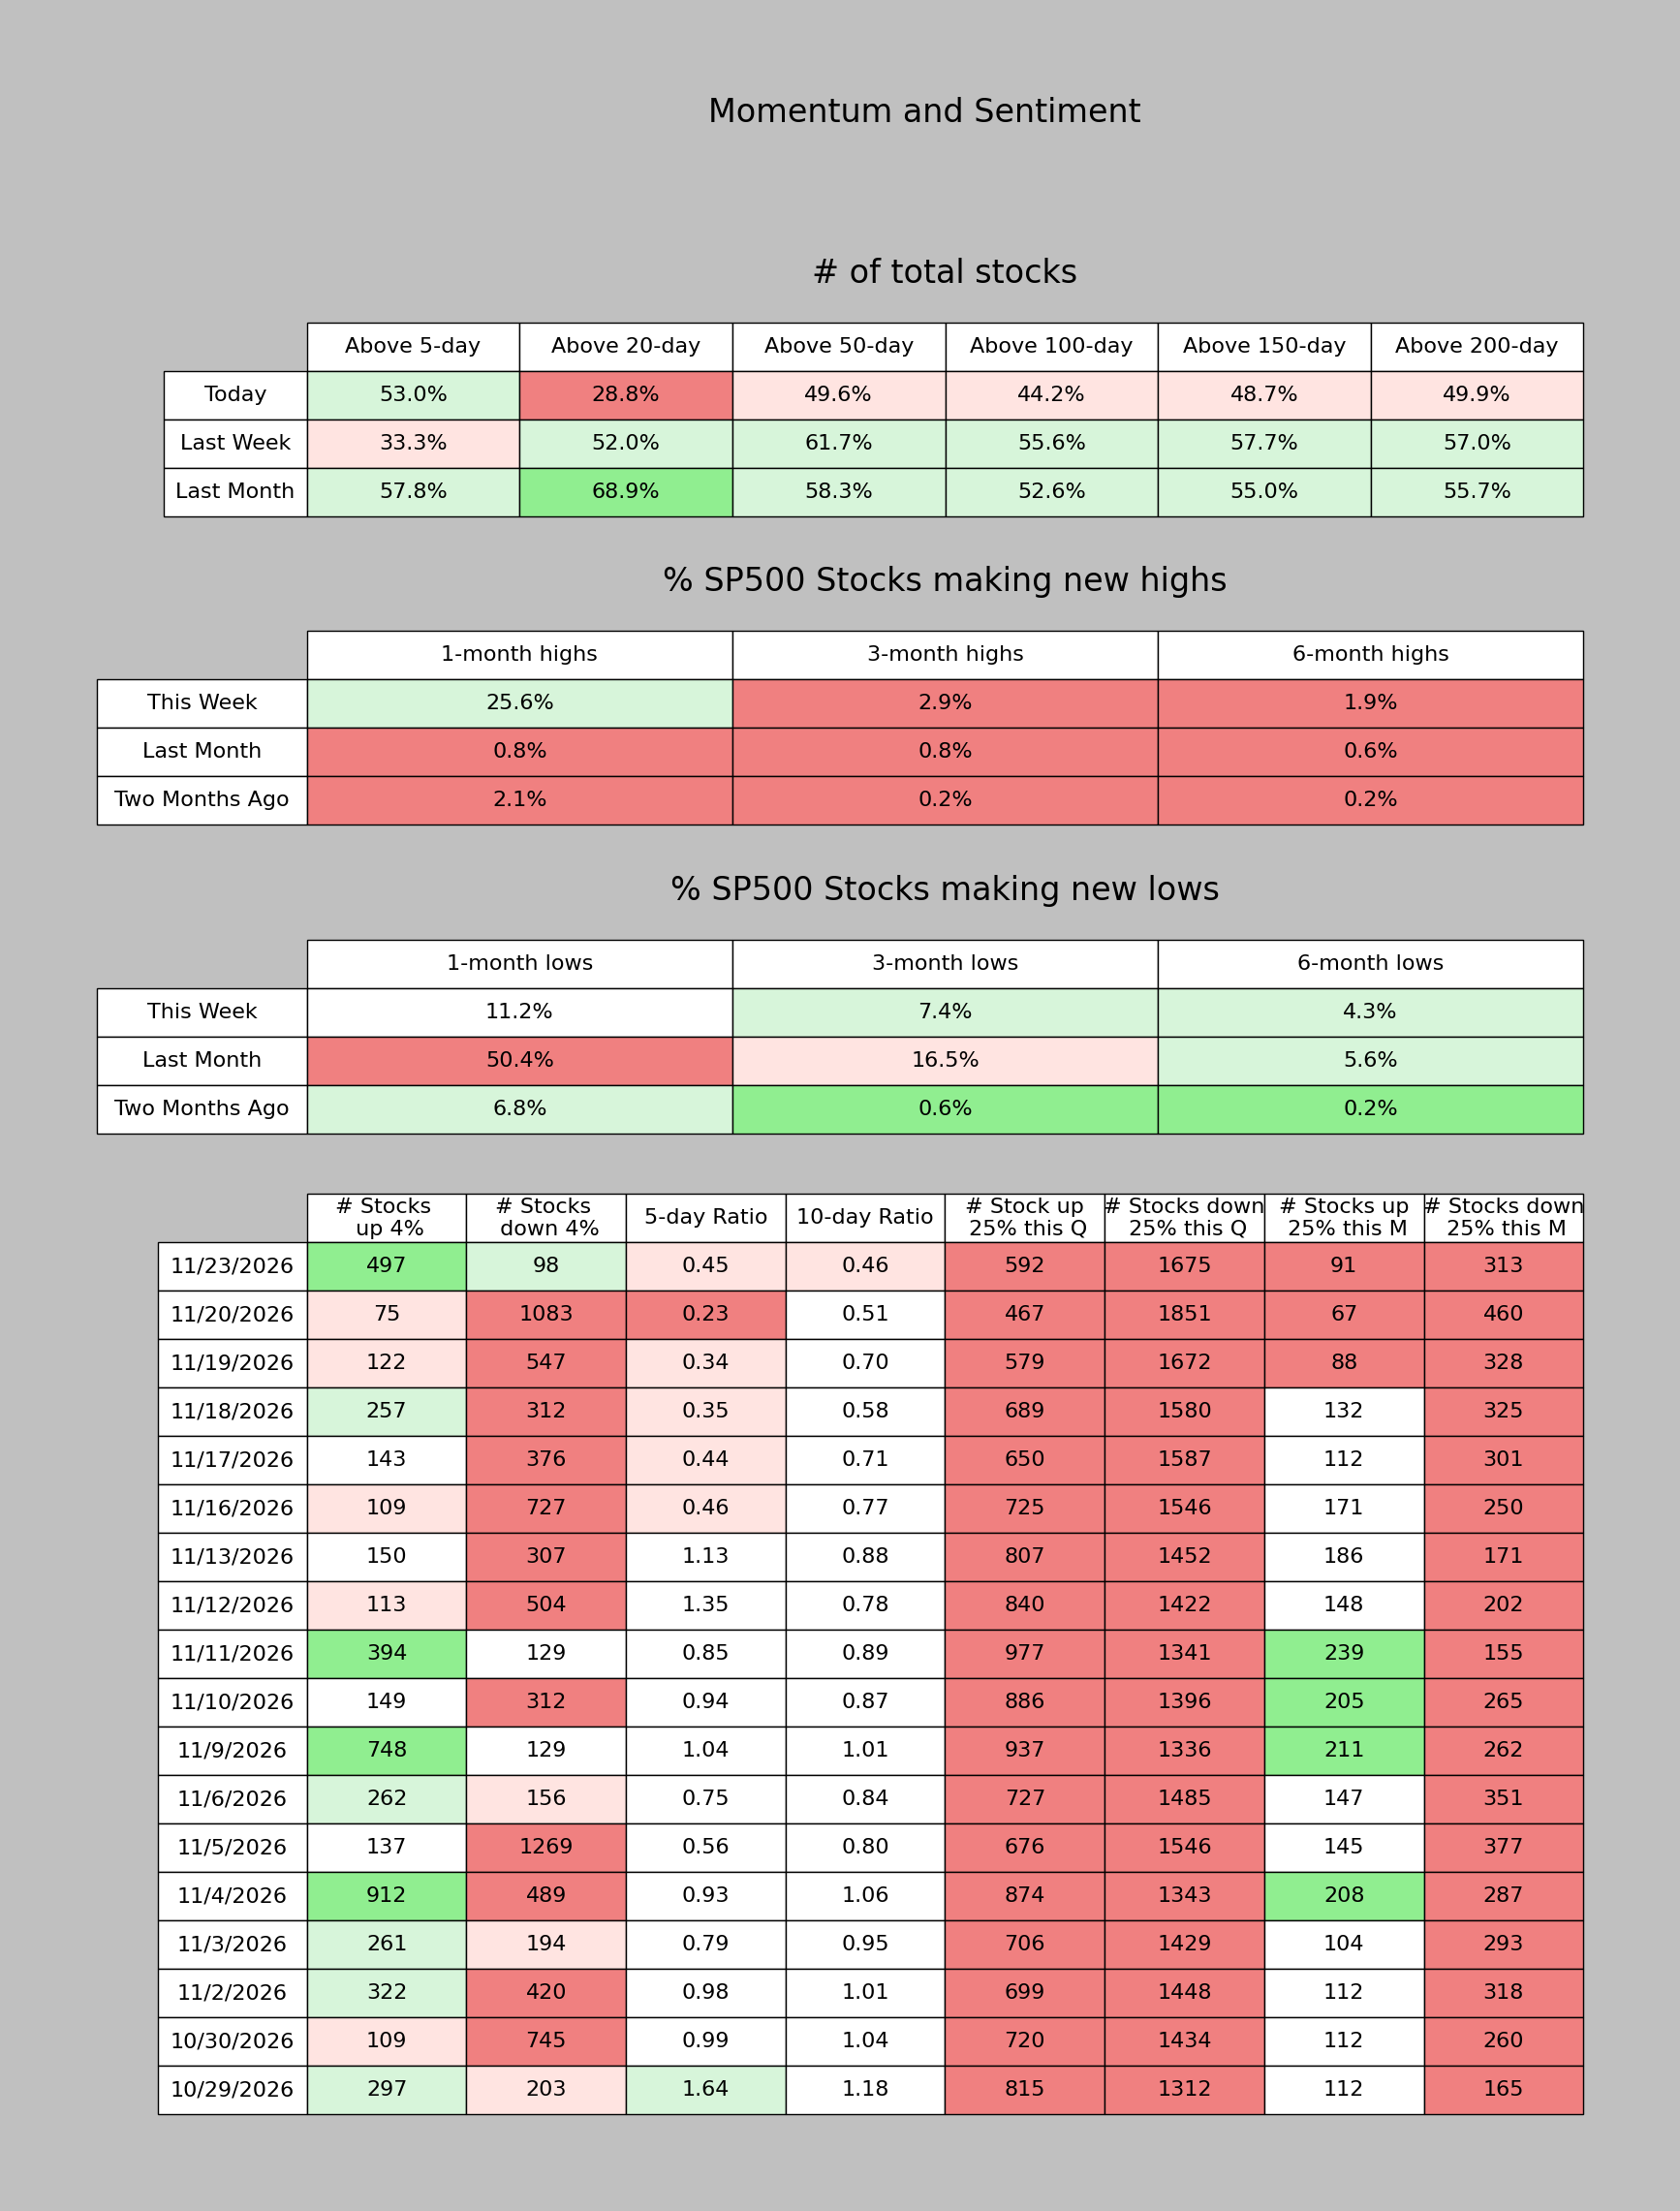 Momentum and Sentiment
# of total stocks
Above 5-day Above 20-day Above 50-day Above 100-day Above 150-day Above 200-day
Today 53.0% 28.8% 49.6% 44.2% 48.7% 49.9%
Last Week 33.3% 52.0% 61.7% 55.6% 57.7% 57.0%
Last Month 57.8% 68.9% 58.3% 52.6% 55.0% 55.7%
% SP500 Stocks making new highs
1-month highs 3-month highs 6-month highs
This Week 25.6% 2.9% 1.9%
Last Month 0.8% 0.8% 0.6%
Two Months Ago 2.1% 0.2% 0.2%
% SP500 Stocks making new lows
1-month lows 3-month lows 6-month lows
This Week 11.2% 7.4% 4.3%
Last Month 50.4% 16.5% 5.6%
Two Months Ago 6.8% 0.6% 0.2%
# Stocks # Stocks 5-day Ratio 10-day Ratio # Stock up # Stocks down # Stocks up # Stocks down
up 4% down 4% 25% this Q 25% this Q 25% this M 25% this M
11/23/2026 497 98 0.45 0.46 592 1675 91 313
11/20/2026 75 1083 0.23 0.51 467 1851 67 460
11/19/2026 122 547 0.34 0.70 579 1672 88 328
11/18/2026 257 312 0.35 0.58 689 1580 132 325
11/17/2026 143 376 0.44 0.71 650 1587 112 301
11/16/2026 109 727 0.46 0.77 725 1546 171 250
11/13/2026 150 307 1.13 0.88 807 1452 186 171
11/12/2026 113 504 1.35 0.78 840 1422 148 202
11/11/2026 394 129 0.85 0.89 977 1341 239 155
11/10/2026 149 312 0.94 0.87 886 1396 205 265
11/9/2026 748 129 1.04 1.01 937 1336 211 262
11/6/2026 262 156 0.75 0.84 727 1485 147 351
11/5/2026 137 1269 0.56 0.80 676 1546 145 377
11/4/2026 912 489 0.93 1.06 874 1343 208 287
11/3/2026 261 194 0.79 0.95 706 1429 104 293
11/2/2026 322 420 0.98 1.01 699 1448 112 318
10/30/2026 109 745 0.99 1.04 720 1434 112 260
10/29/2026 297 203 1.64 1.18 815 1312 112 165